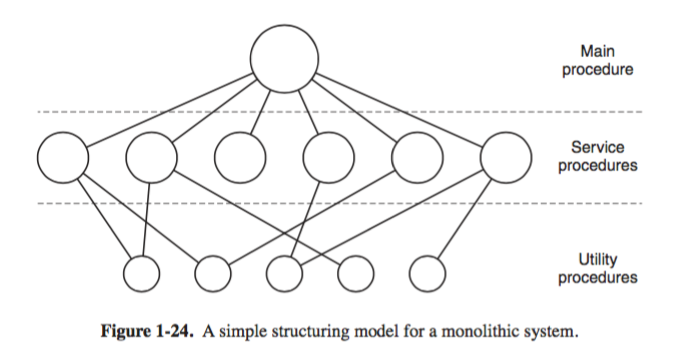 Main
procedure
Service
procedures
Utility
procedures
Figure 1-24. A simple structuring model for a monolithic system.